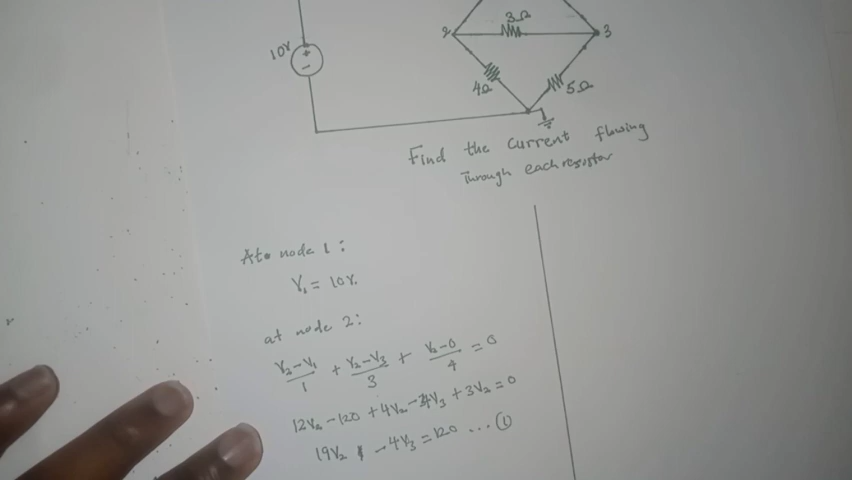 3Ω
2
3
10V
+
−
4Ω
5Ω
Find the current flowing
Through each resistor
At node 1:
V₁ = 10V.
at node 2:
(V₂−V₁)/1 + (V₂−V₃)/3 + (V₂−0)/4 = 0
12V₂ − 120 + 4V₂ − 4V₃ + 3V₂ = 0
19V₂ − 4V₃ = 120 ... ①